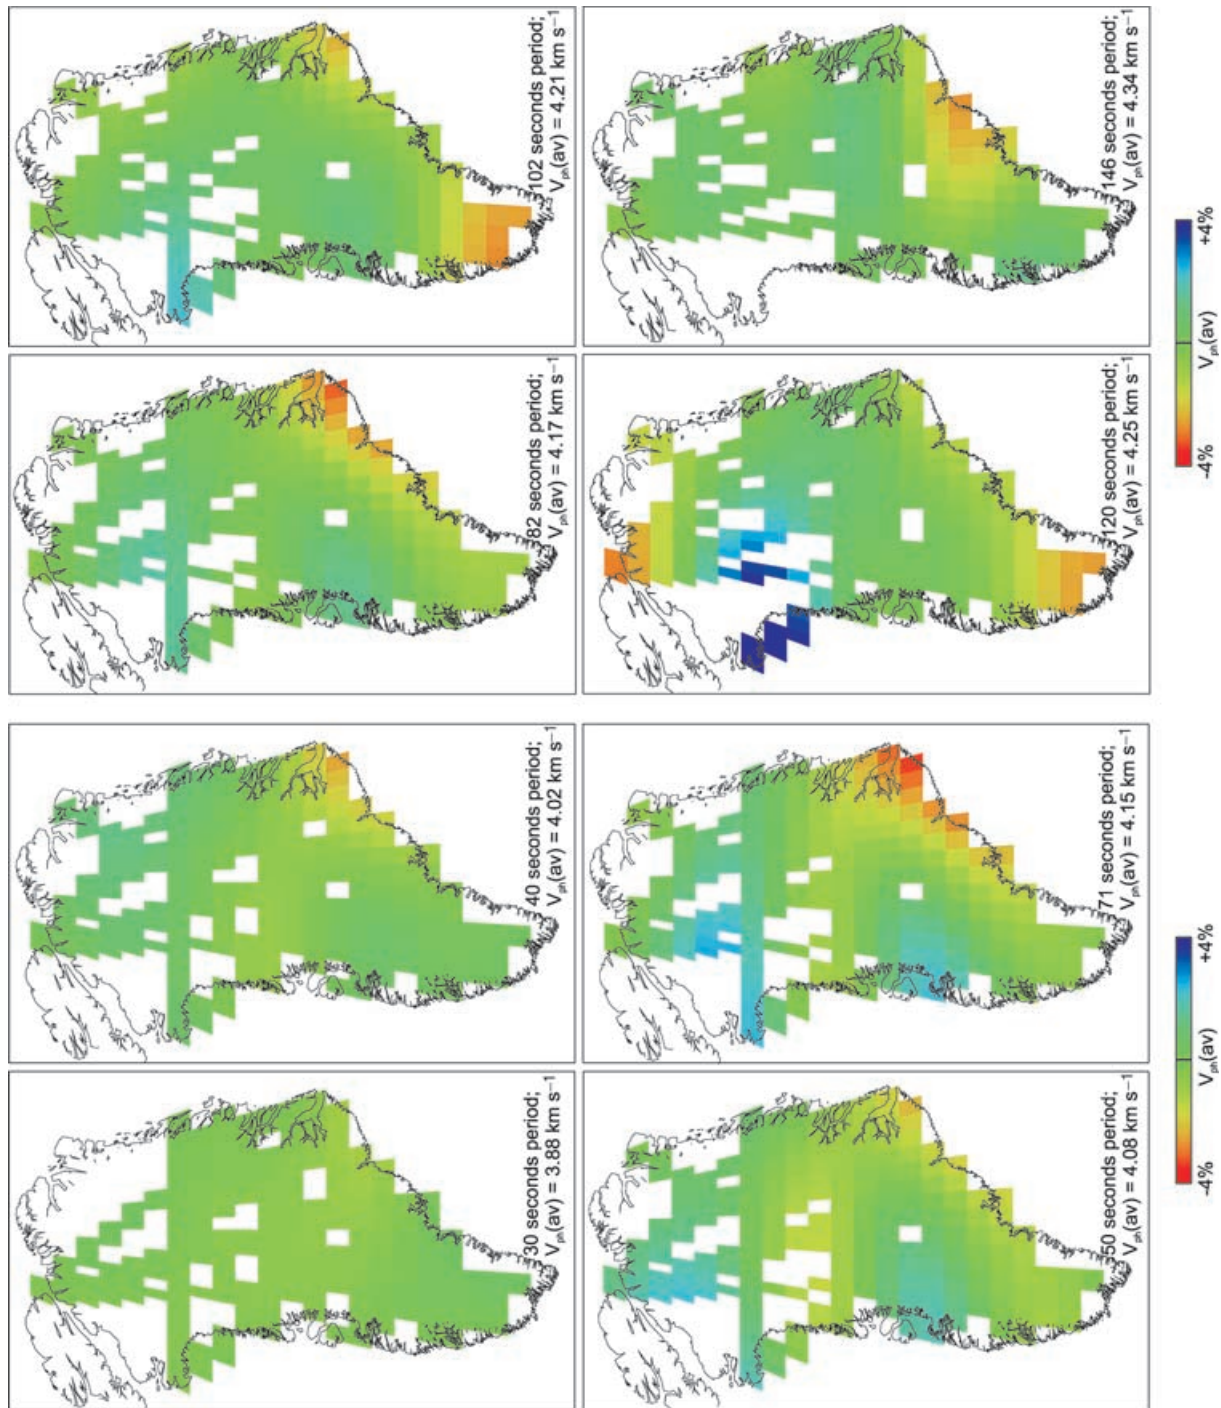 102 seconds period;
V_ph(av) = 4.21 km s⁻¹
146 seconds period;
V_ph(av) = 4.34 km s⁻¹
82 seconds period;
V_ph(av) = 4.17 km s⁻¹
120 seconds period;
V_ph(av) = 4.25 km s⁻¹
-4%
V_ph(av)
+4%
40 seconds period;
V_ph(av) = 4.02 km s⁻¹
71 seconds period;
V_ph(av) = 4.15 km s⁻¹
30 seconds period;
V_ph(av) = 3.88 km s⁻¹
50 seconds period;
V_ph(av) = 4.08 km s⁻¹
-4%
V_ph(av)
+4%